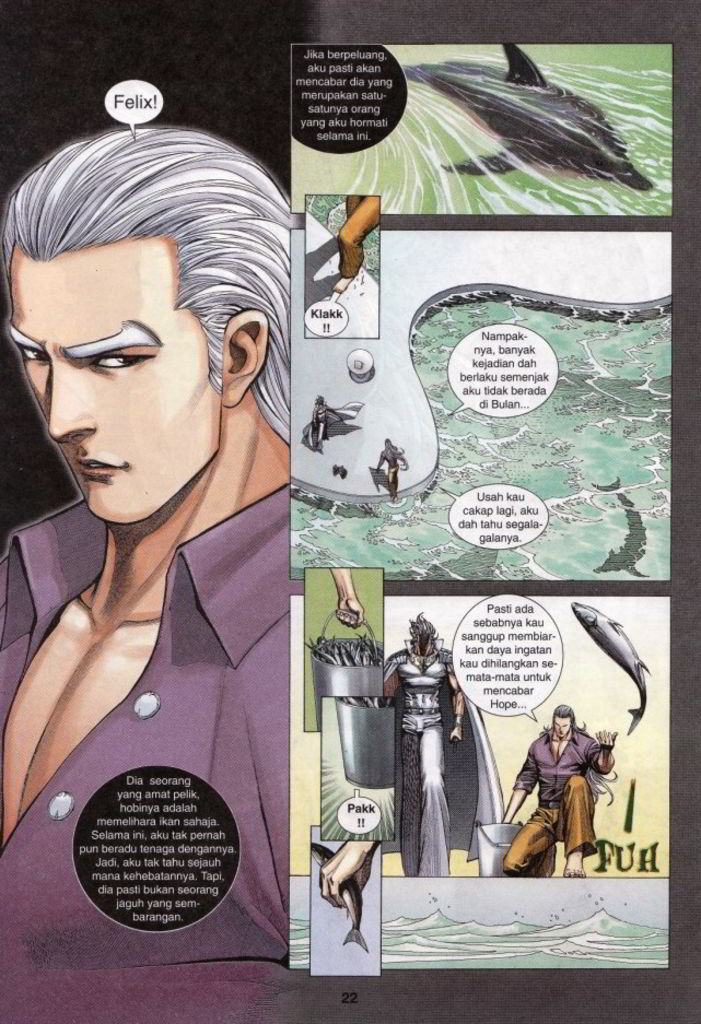 Felix!
Dia seorang
yang amat pelik,
hobinya adalah
memelihara ikan sahaja.
Selama ini, aku tak pernah
pun beradu tenaga dengannya.
Jadi, aku tak tahu sejauh
mana kehebatannya. Tapi,
dia pasti bukan seorang
jaguh yang sem-
barangan.
Jika berpeluang,
aku pasti akan
mencabar dia yang
merupakan satu-
satunya orang
yang aku hormati
selama ini.
Klakk
!!
Nampak-
nya, banyak
kejadian dah
berlaku semenjak
aku tidak berada
di Bulan...
Usah kau
cakap lagi, aku
dah tahu segala-
galanya.
Pasti ada
sebabnya kau
sanggup membiar-
kan daya ingatan
kau dihilangkan se-
mata-mata untuk
mencabar
Hope...
Pakk
!!
FUH
22